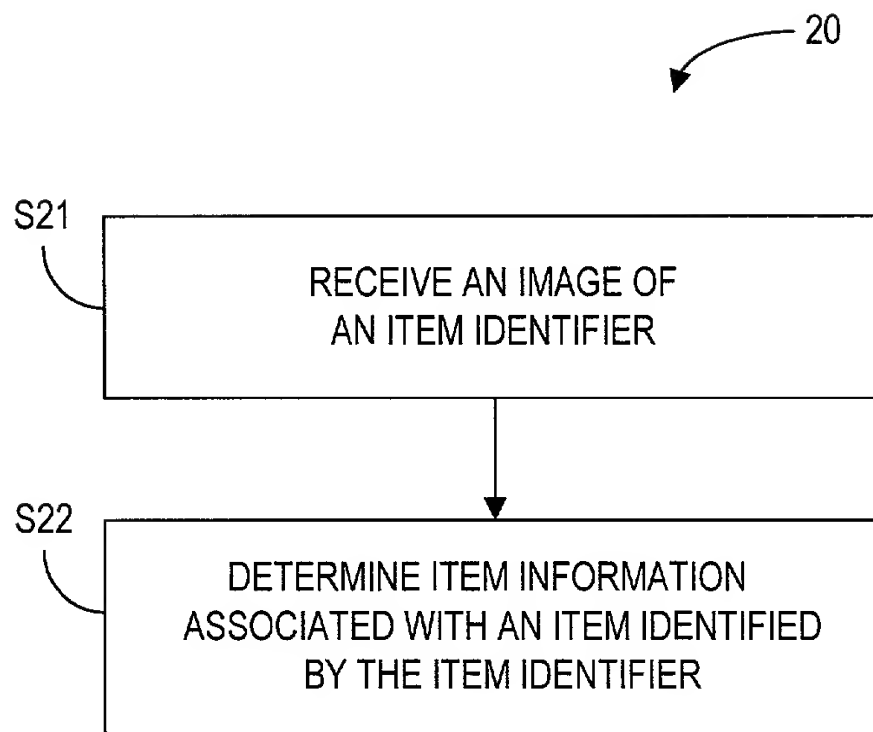 20
S21
RECEIVE AN IMAGE OF
AN ITEM IDENTIFIER
S22
DETERMINE ITEM INFORMATION
ASSOCIATED WITH AN ITEM IDENTIFIED
BY THE ITEM IDENTIFIER